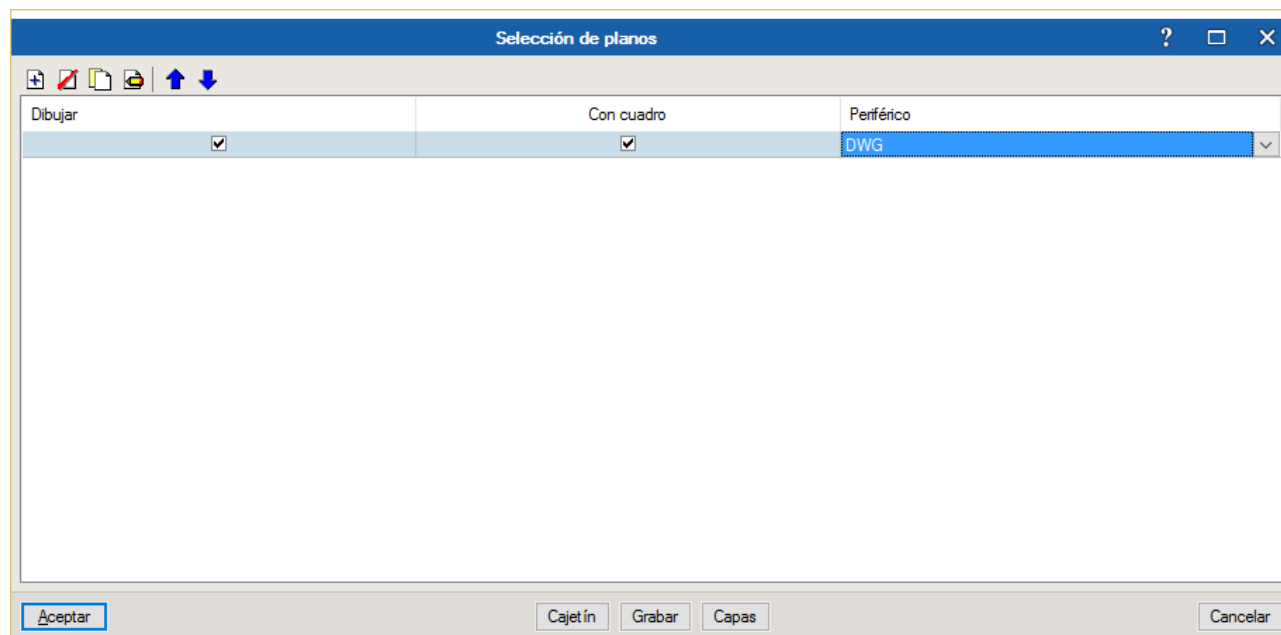 Selección de planos
Dibujar Con cuadro Periférico
DWG
Aceptar Cajetín Grabar Capas Cancelar